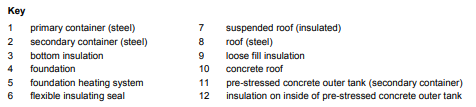 Key
1 primary container (steel)
2 secondary container (steel)
3 bottom insulation
4 foundation
5 foundation heating system
6 flexible insulating seal
7 suspended roof (insulated)
8 roof (steel)
9 loose fill insulation
10 concrete roof
11 pre-stressed concrete outer tank (secondary container)
12 insulation on inside of pre-stressed concrete outer tank